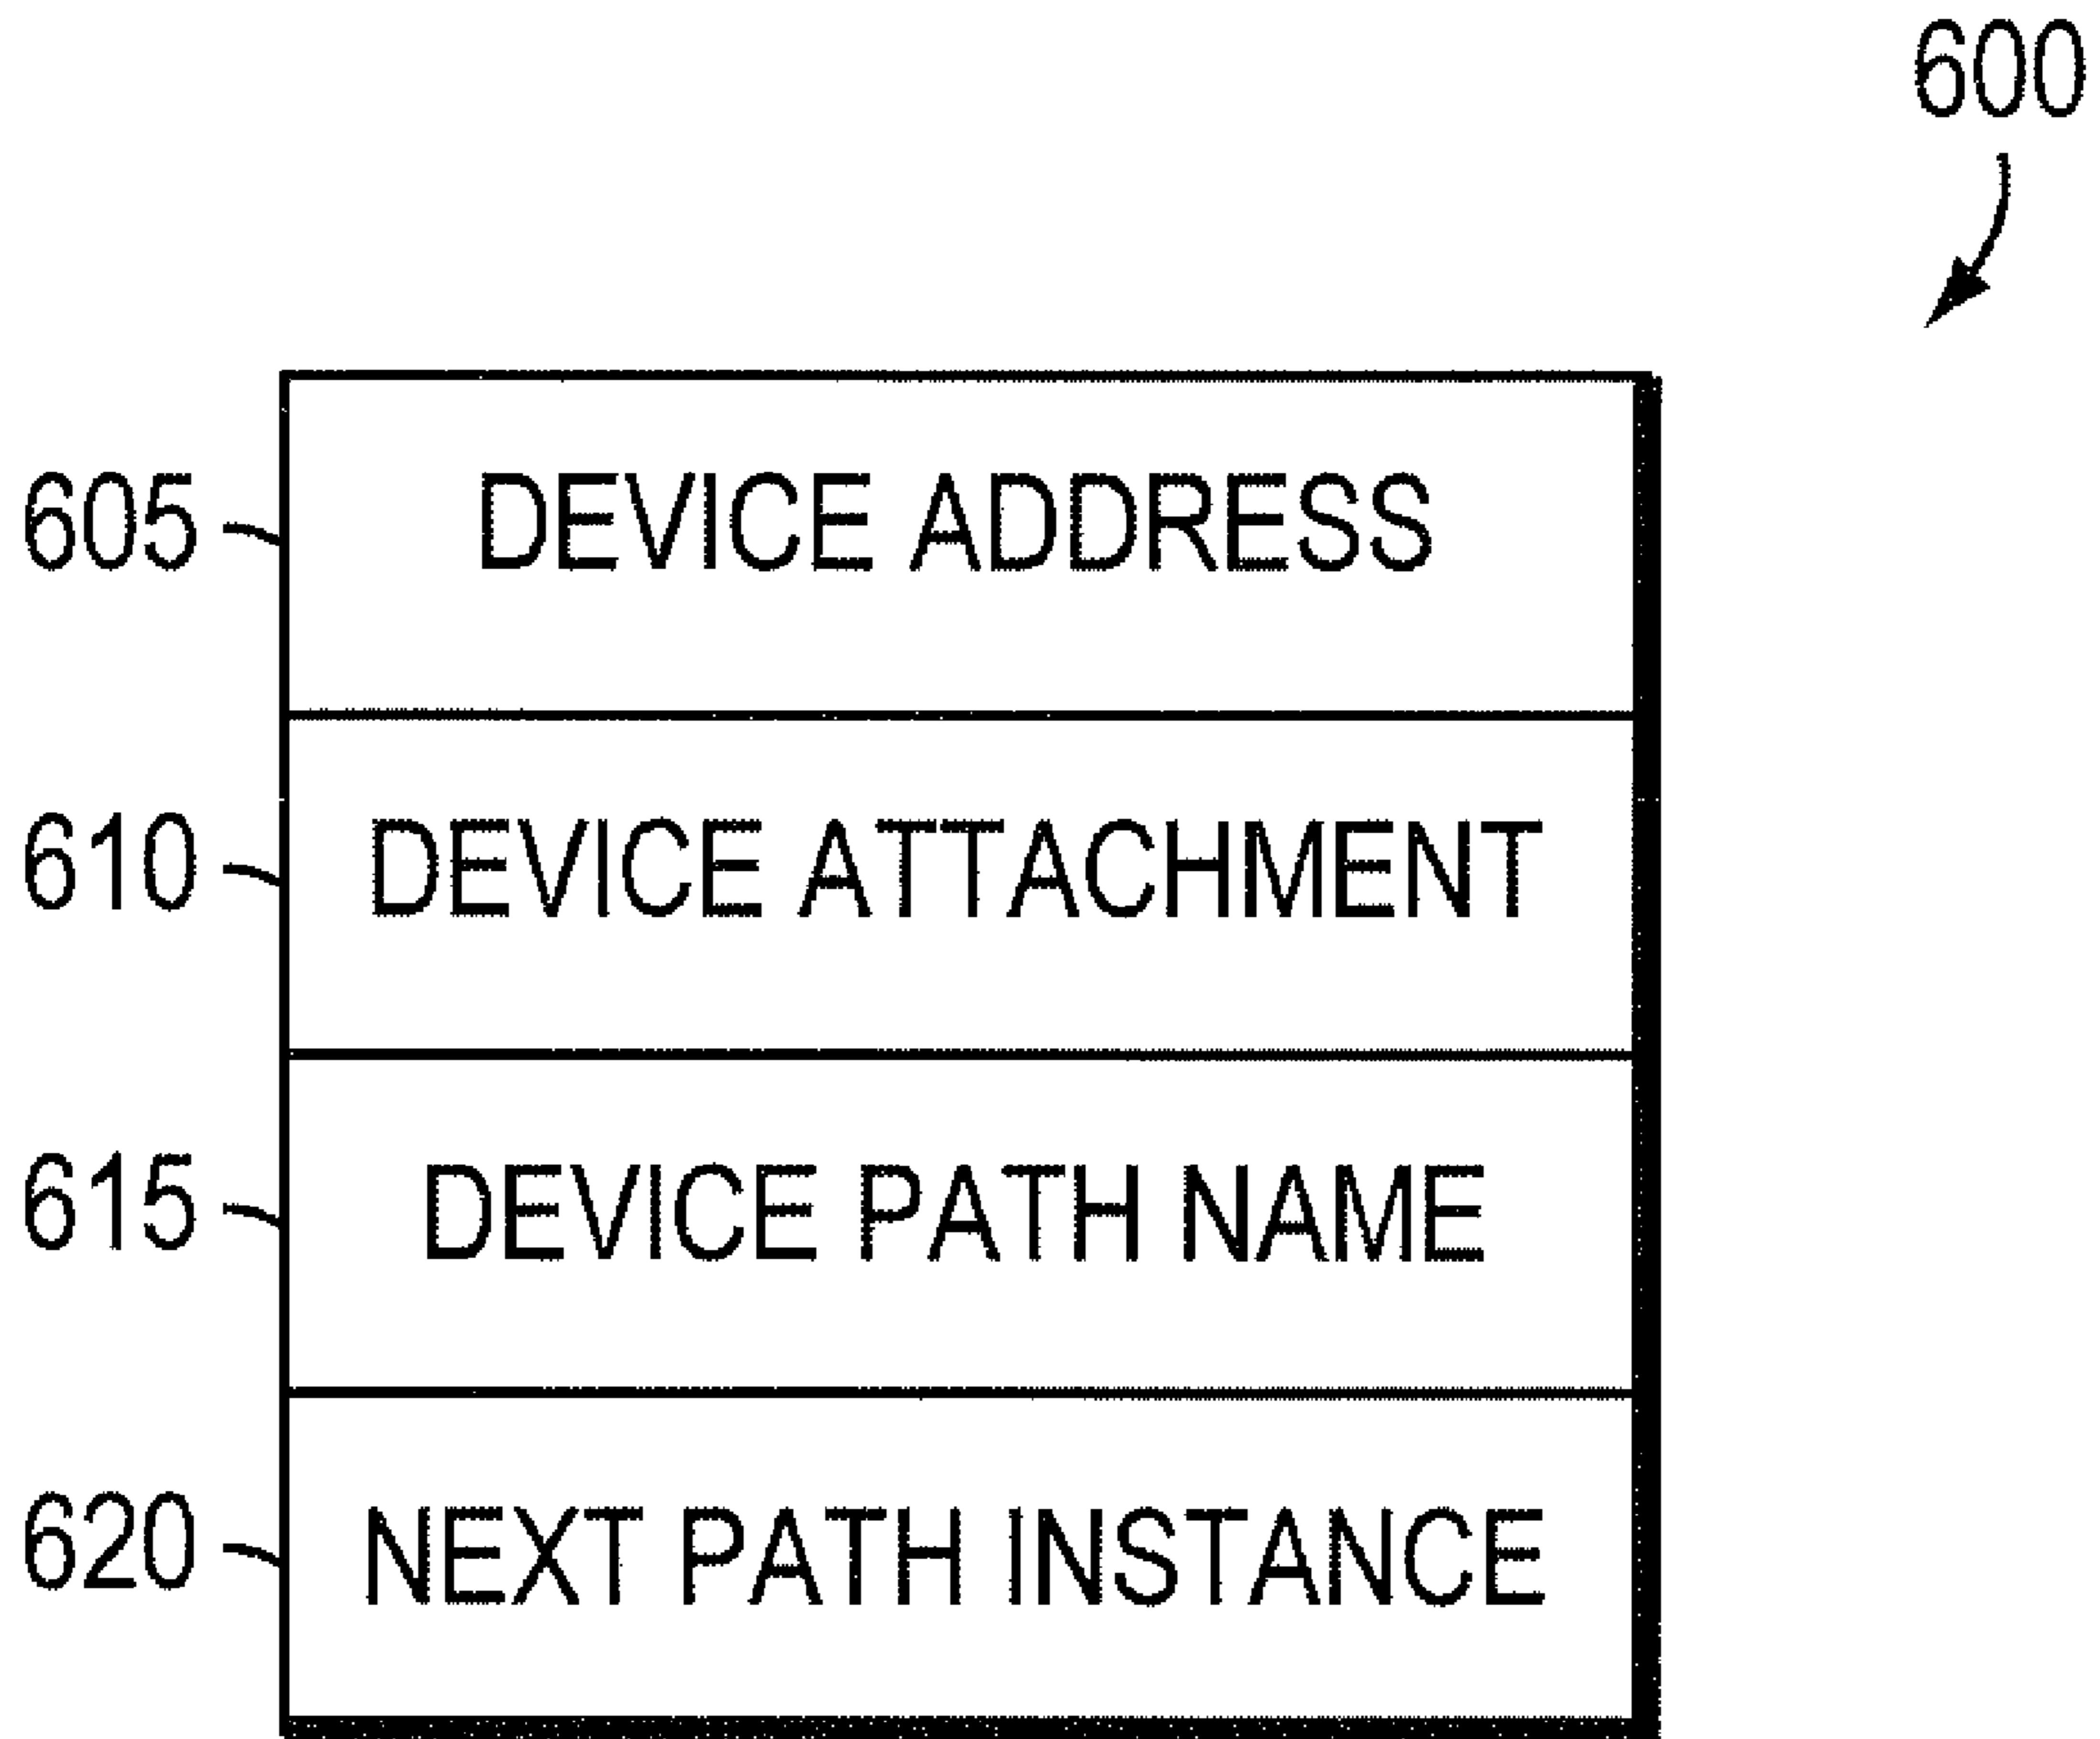 600
605 DEVICE ADDRESS
610 DEVICE ATTACHMENT
615 DEVICE PATH NAME
620 NEXT PATH INSTANCE